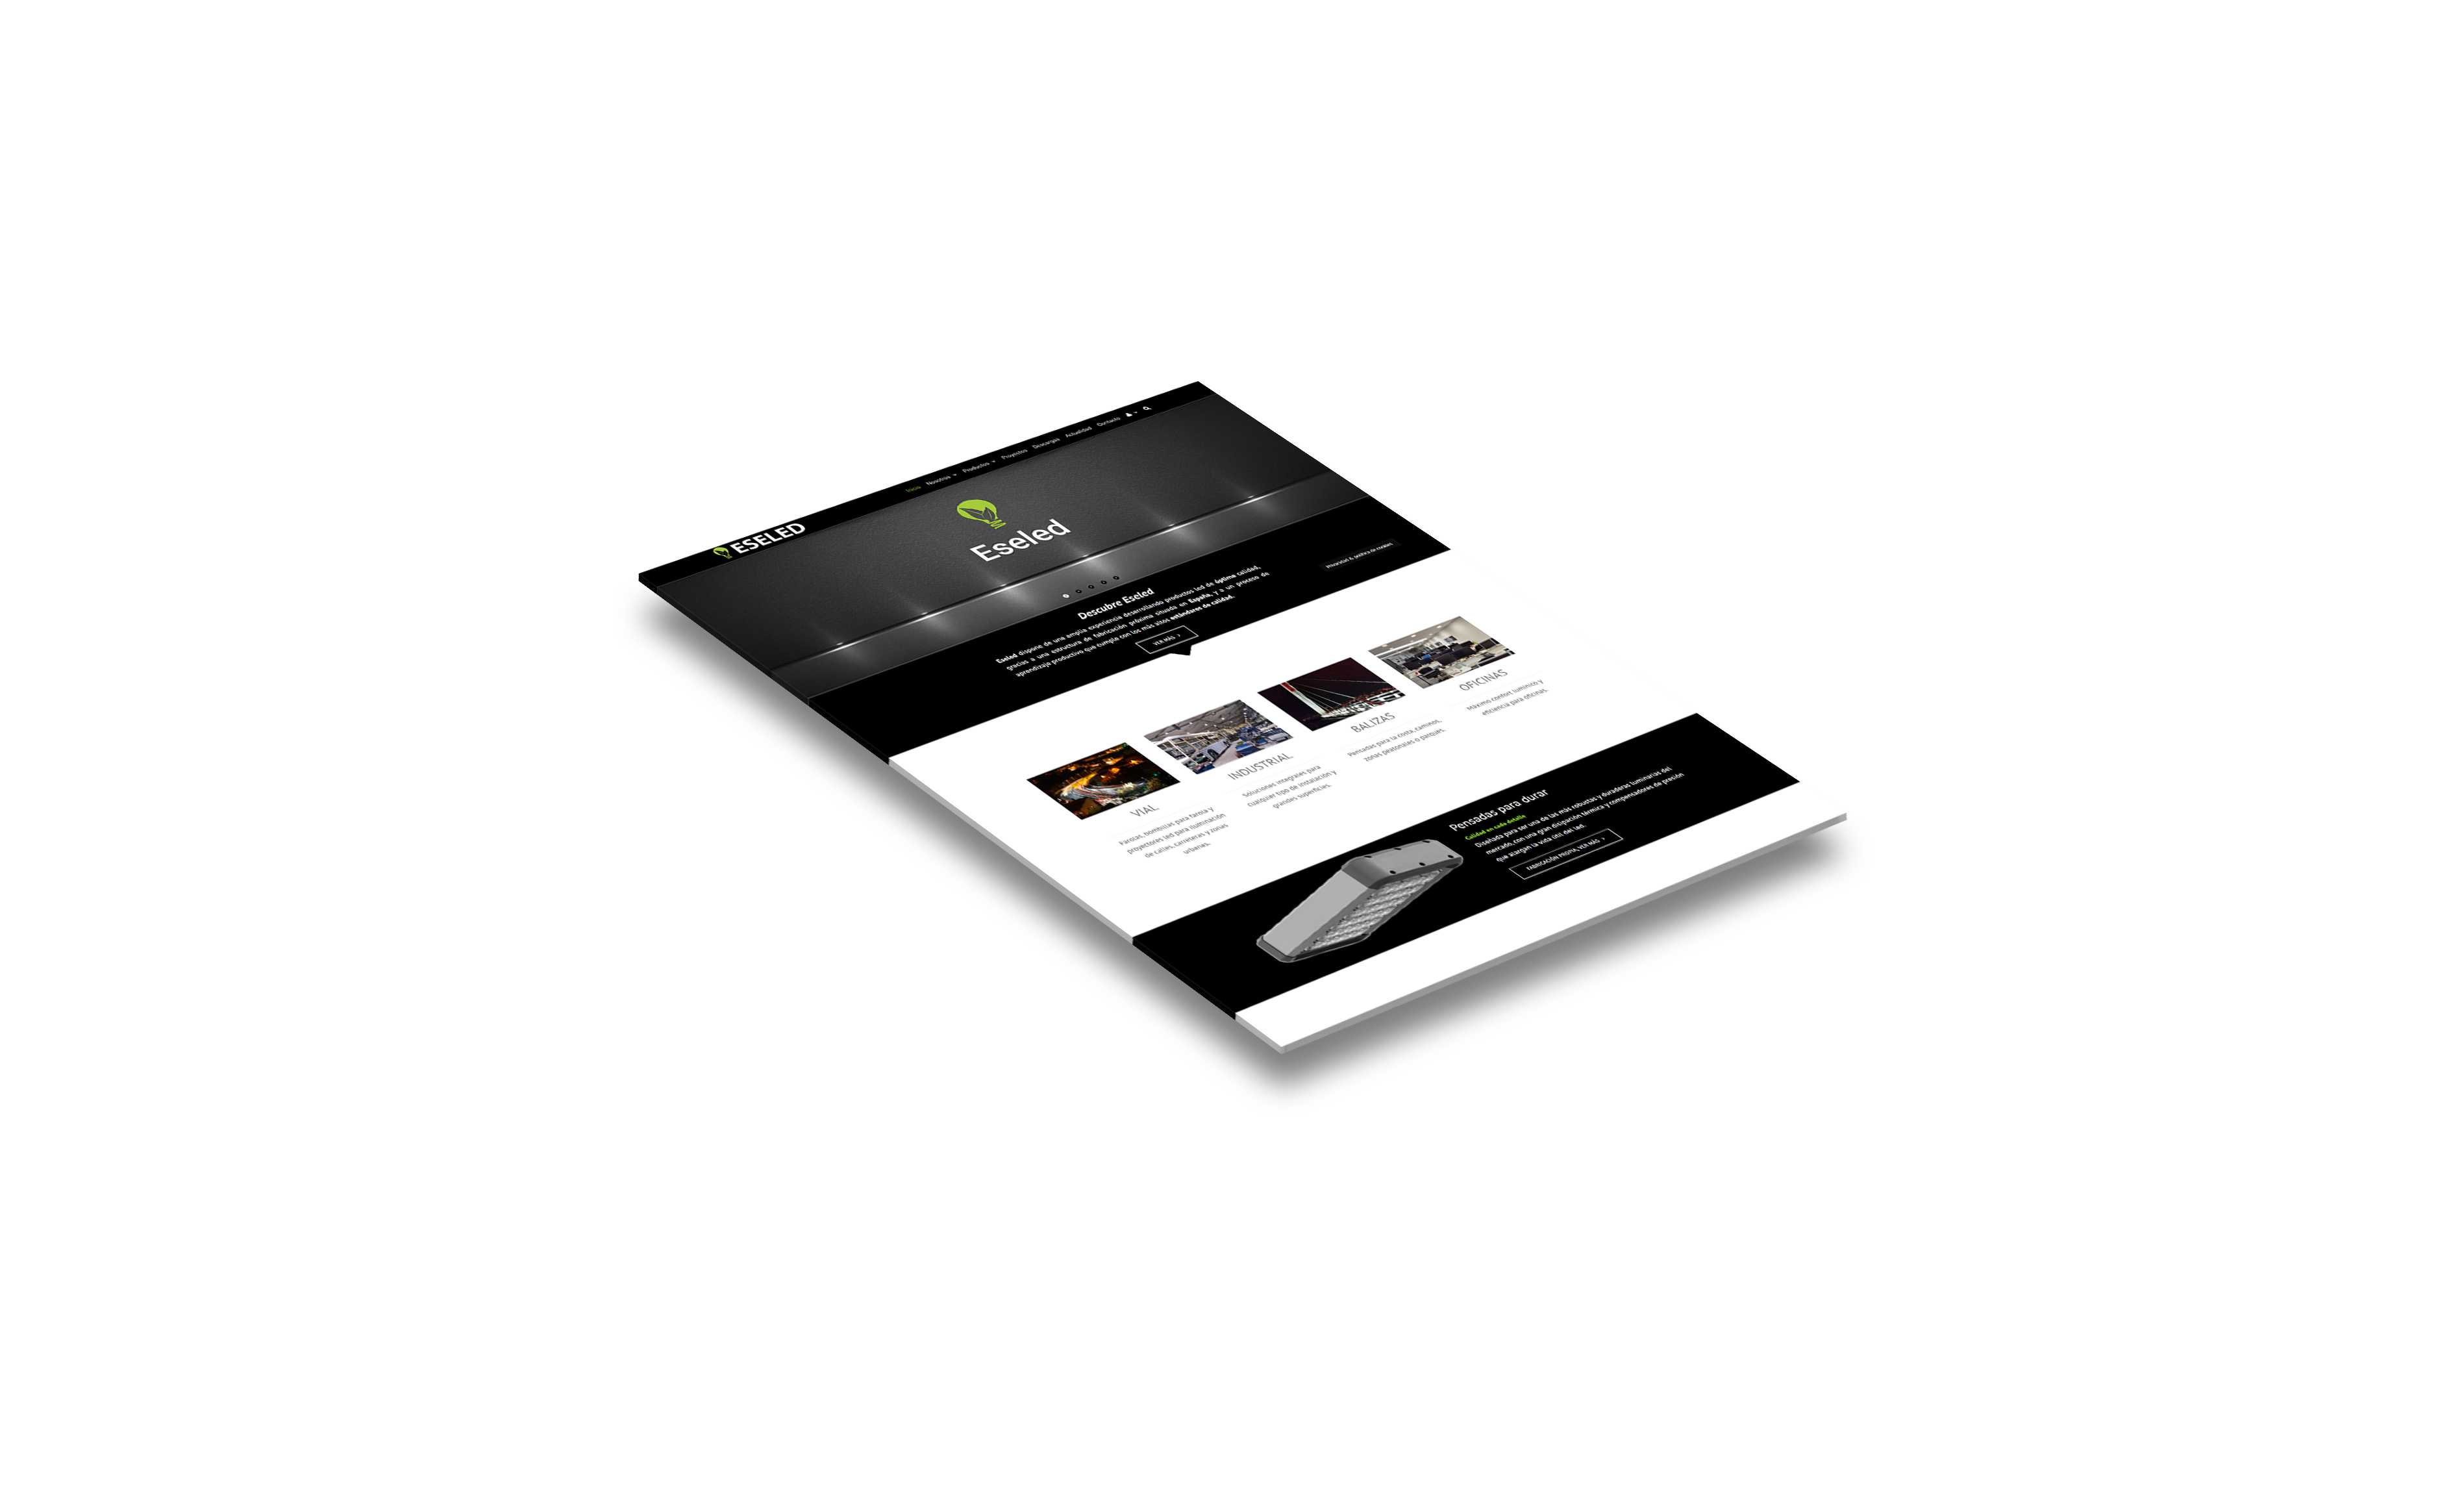 ESELED
Inicio Nosotros Productos Proyectos Descargas Actualidad Contacto
Eseled
Descubre Eseled
Eseled dispone de una amplia experiencia desarrollando productos led de óptima calidad,
gracias a una estructura de fabricación próxima situada en España, y a un proceso de
aprendizaje productivo que cumple con los más altos estándares de calidad.
VER MÁS >
Privacidad & política de cookies
VIAL
Farolas, bombillas para farola y
proyectores led para iluminación
de calles, carreteras y zonas
urbanas.
INDUSTRIAL
Soluciones integrales para
cualquier tipo de instalación y
grandes superficies.
BALIZAS
Pensadas para la costa, caminos,
zonas peatonales o parques.
OFICINAS
Máximo confort lumínico y
eficiencia para oficinas.
Pensadas para durar
Calidad en cada detalle
Diseñada para ser una de las más robustas y duraderas luminarias del
mercado, con una gran disipación térmica y compensadores de presión
que alargan la vida útil del led.
FABRICACIÓN PROPIA, VER MÁS >